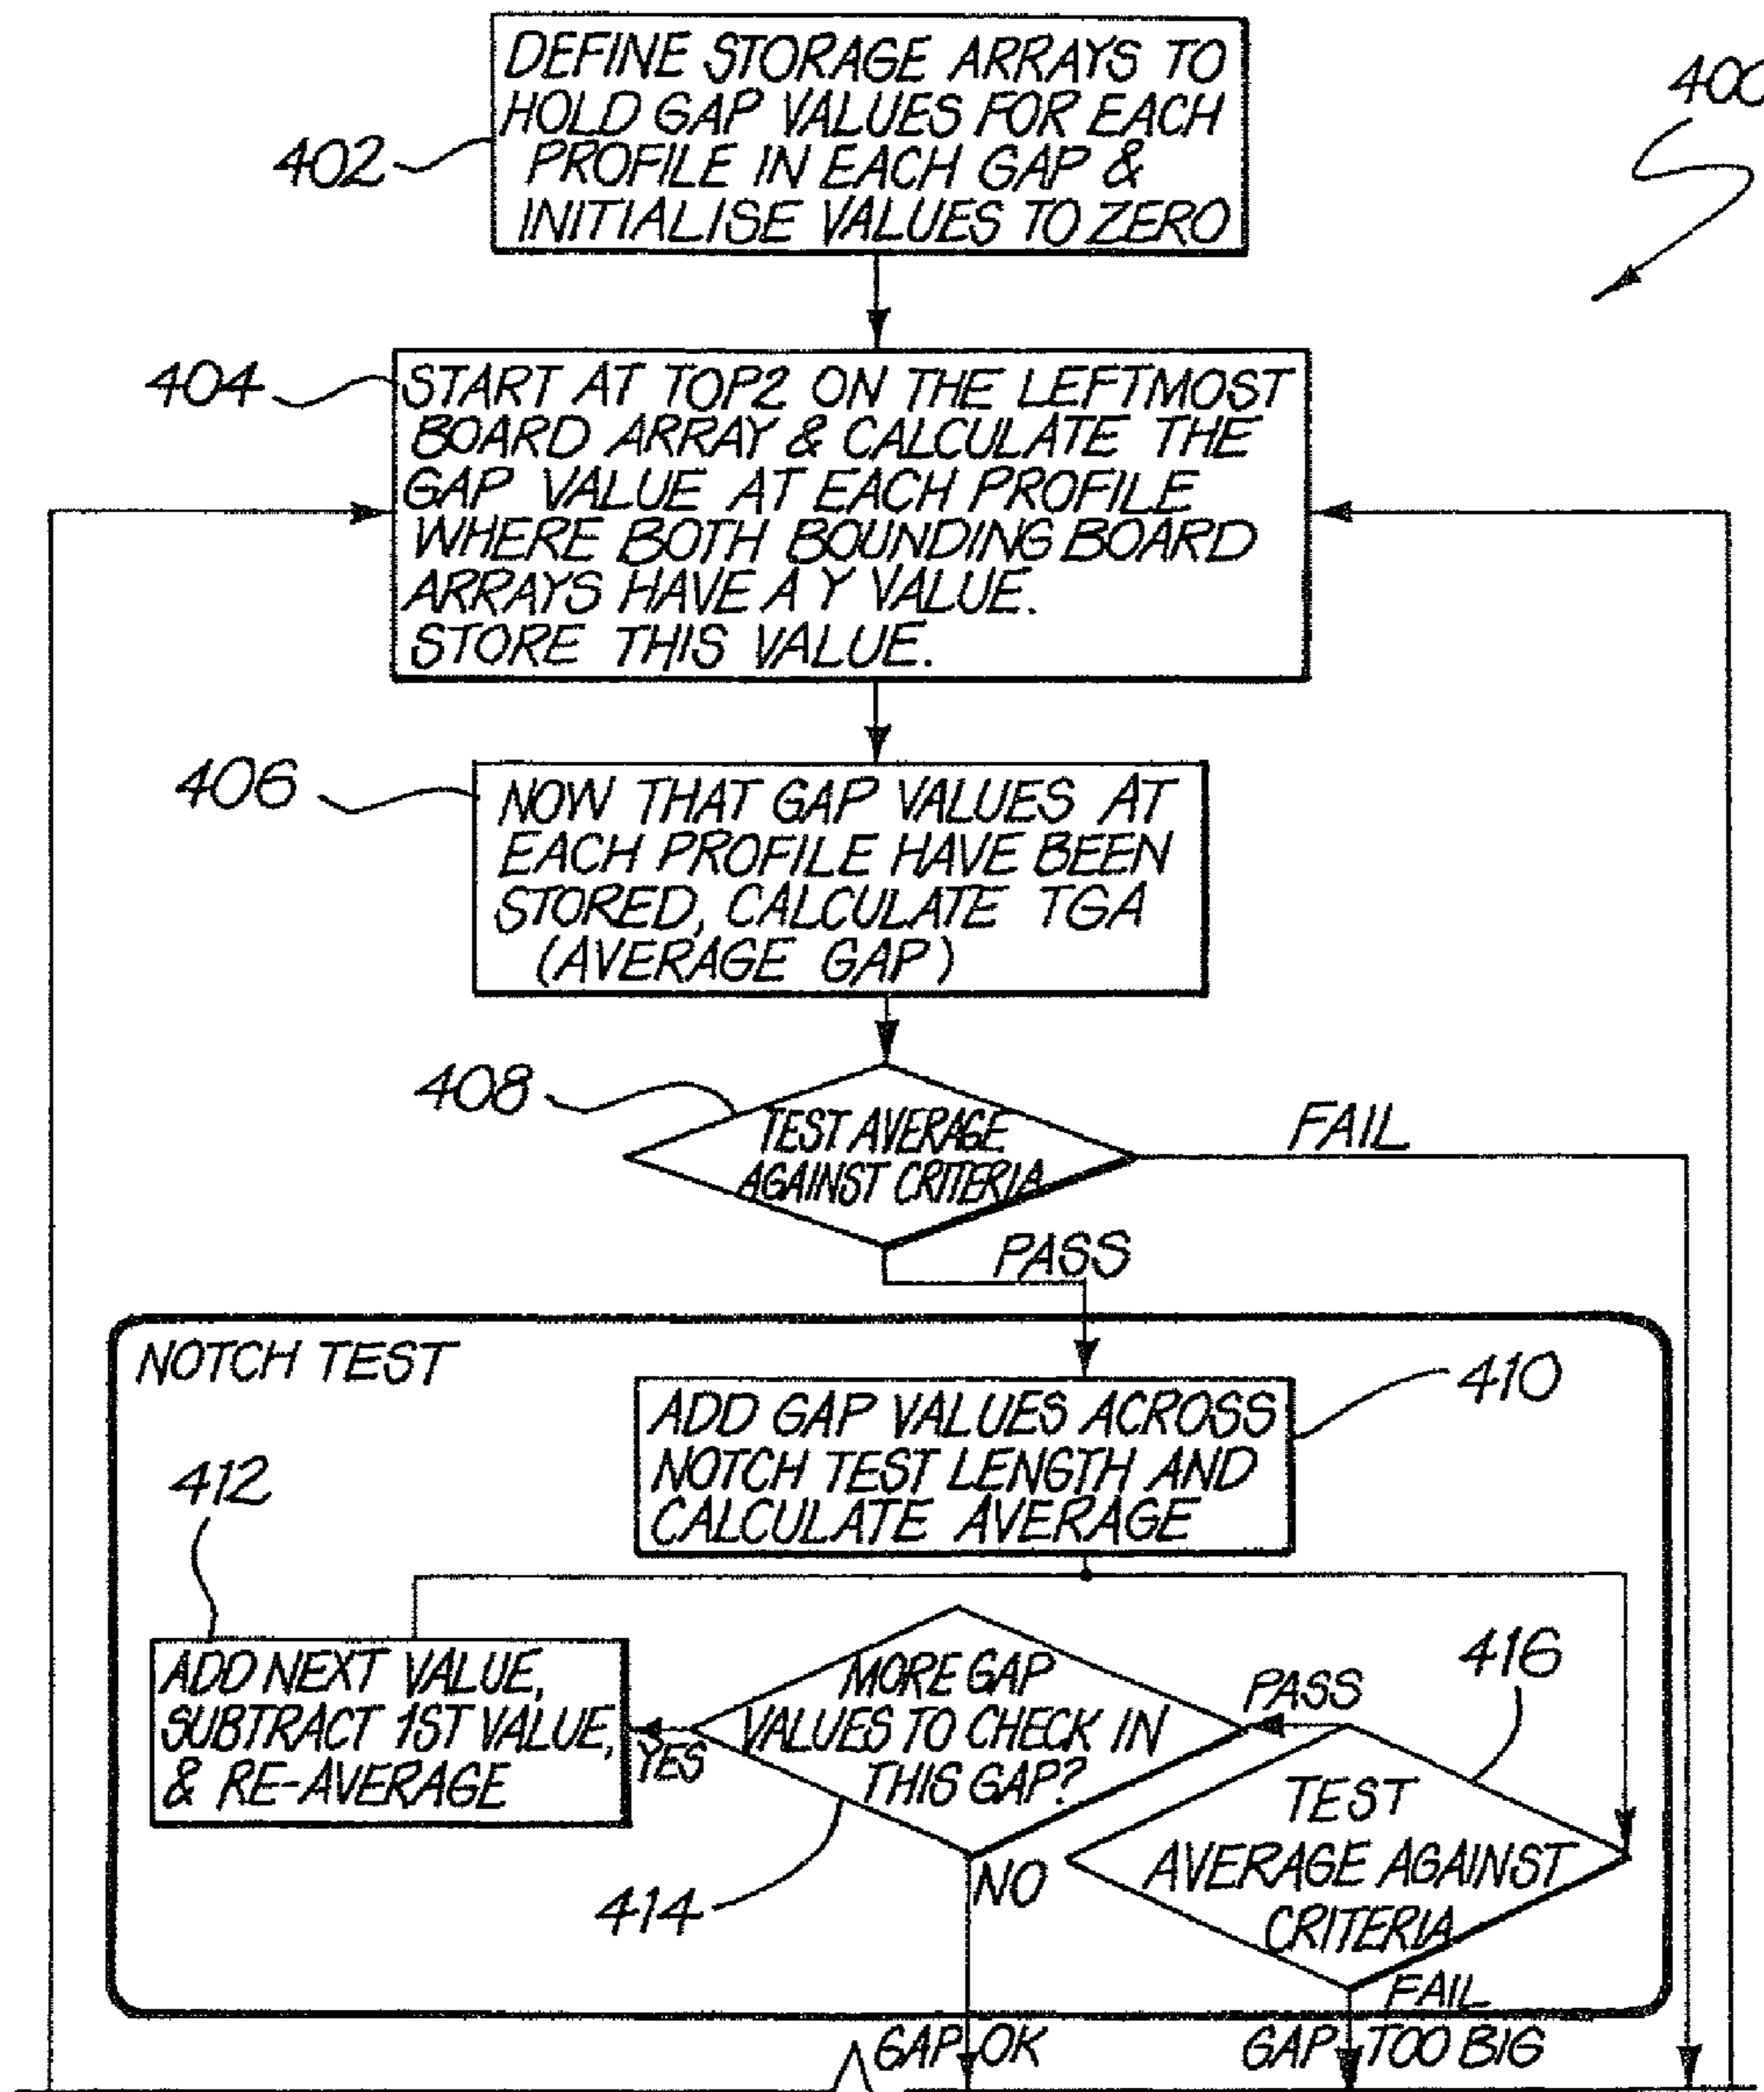 DEFINE STORAGE ARRAYS TO
HOLD GAP VALUES FOR EACH
PROFILE IN EACH GAP &
INITIALISE VALUES TO ZERO
400
402
404
START AT TOP2 ON THE LEFTMOST
BOARD ARRAY & CALCULATE THE
GAP VALUE AT EACH PROFILE
WHERE BOTH BOUNDING BOARD
ARRAYS HAVE A Y VALUE.
STORE THIS VALUE.
406
NOW THAT GAP VALUES AT
EACH PROFILE HAVE BEEN
STORED, CALCULATE TGA
(AVERAGE GAP)
408
TEST AVERAGE
AGAINST CRITERIA
FAIL
PASS
NOTCH TEST
410
ADD GAP VALUES ACROSS
NOTCH TEST LENGTH AND
CALCULATE AVERAGE
412
ADD NEXT VALUE,
SUBTRACT 1ST VALUE,
& RE-AVERAGE
YES
MORE GAP
VALUES TO CHECK IN
THIS GAP?
414
NO
PASS
416
TEST
AVERAGE AGAINST
CRITERIA
FAIL
GAP OK
GAP TOO BIG